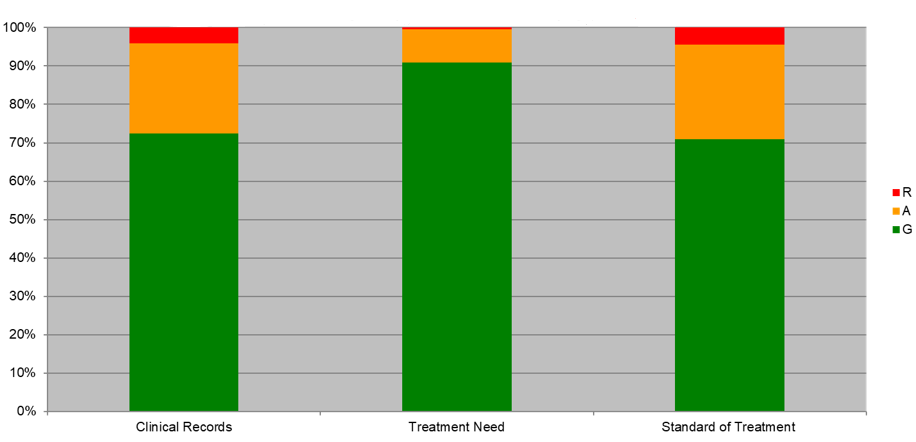 100%
90%
80%
70%
60%
50%
40%
30%
20%
10%
0%
Clinical Records Treatment Need Standard of Treatment
R
A
G